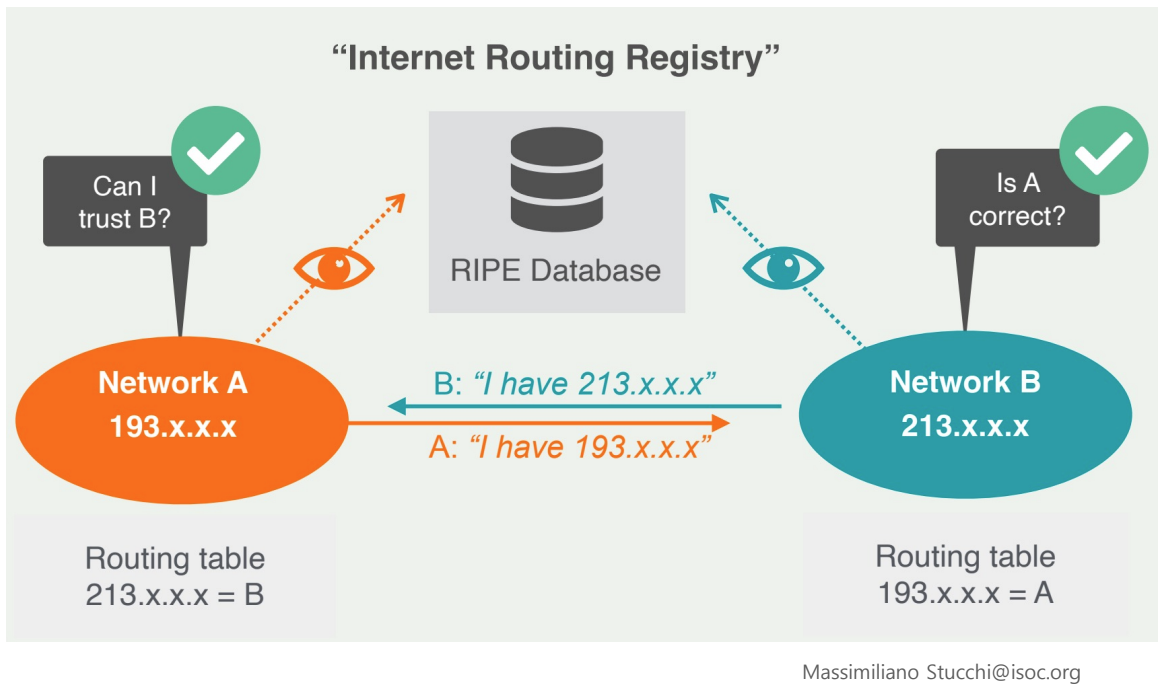 “Internet Routing Registry”
Can I
trust B?
Is A
correct?
RIPE Database
Network A
193.x.x.x
B: “I have 213.x.x.x”
A: “I have 193.x.x.x”
Network B
213.x.x.x
Routing table
213.x.x.x = B
Routing table
193.x.x.x = A
Massimiliano Stucchi@isoc.org